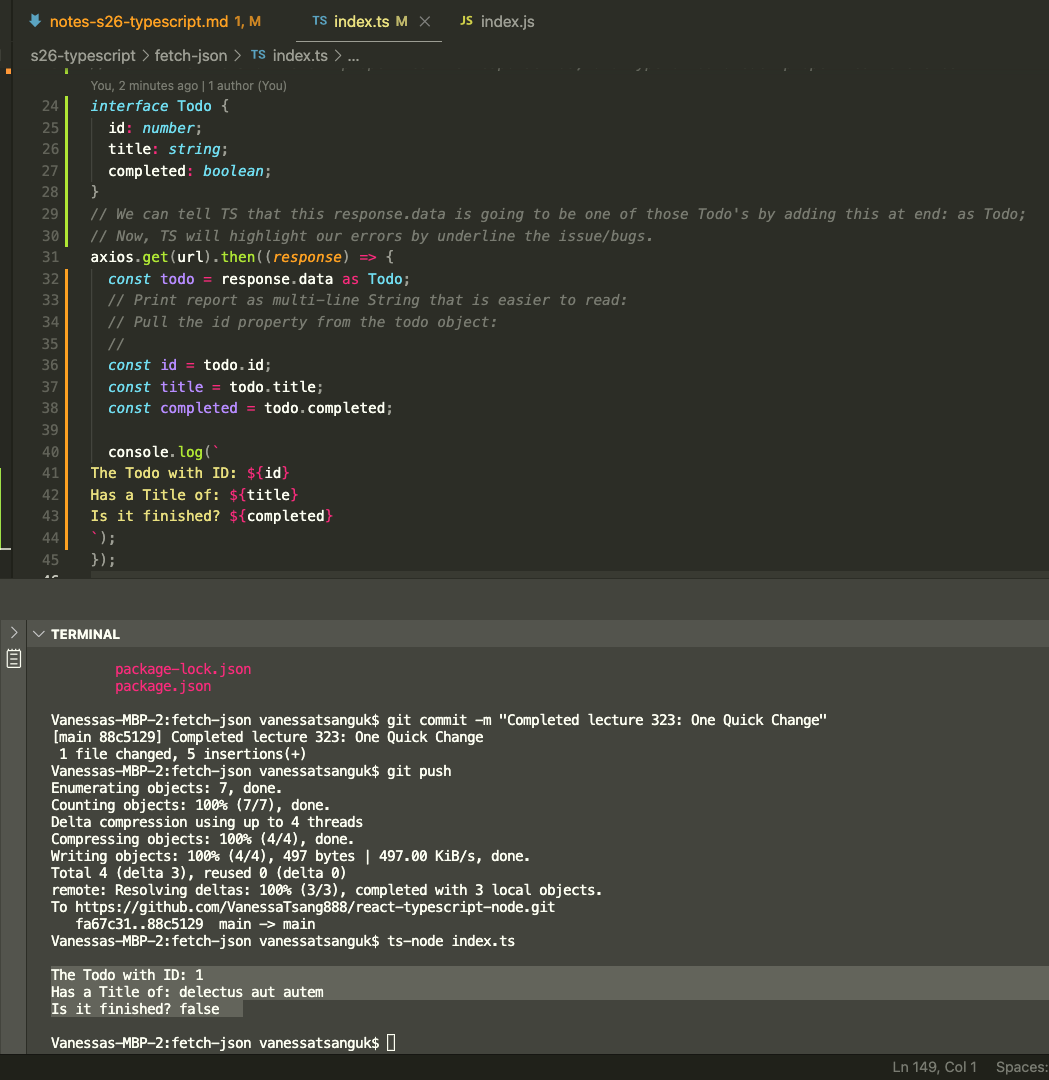 notes-s26-typescript.md 1, M
TS index.ts M
JS index.js
s26-typescript > fetch-json > TS index.ts > ...
You, 2 minutes ago | 1 author (You)
24 interface Todo {
25 id: number;
26 title: string;
27 completed: boolean;
28 }
29 // We can tell TS that this response.data is going to be one of those Todo's by adding this at end: as Todo;
30 // Now, TS will highlight our errors by underline the issue/bugs.
31 axios.get(url).then((response) => {
32 const todo = response.data as Todo;
33 // Print report as multi-line String that is easier to read:
34 // Pull the id property from the todo object:
35 //
36 const id = todo.id;
37 const title = todo.title;
38 const completed = todo.completed;
39
40 console.log(`
41 The Todo with ID: ${id}
42 Has a Title of: ${title}
43 Is it finished? ${completed}
44 `);
45 });
TERMINAL
package-lock.json
package.json
Vanessas-MBP-2:fetch-json vanessatsanguk$ git commit -m "Completed lecture 323: One Quick Change"
[main 88c5129] Completed lecture 323: One Quick Change
1 file changed, 5 insertions(+)
Vanessas-MBP-2:fetch-json vanessatsanguk$ git push
Enumerating objects: 7, done.
Counting objects: 100% (7/7), done.
Delta compression using up to 4 threads
Compressing objects: 100% (4/4), done.
Writing objects: 100% (4/4), 497 bytes | 497.00 KiB/s, done.
Total 4 (delta 3), reused 0 (delta 0)
remote: Resolving deltas: 100% (3/3), completed with 3 local objects.
To https://github.com/VanessaTsang888/react-typescript-node.git
fa67c31..88c5129 main -> main
Vanessas-MBP-2:fetch-json vanessatsanguk$ ts-node index.ts
The Todo with ID: 1
Has a Title of: delectus aut autem
Is it finished? false
Vanessas-MBP-2:fetch-json vanessatsanguk$
Ln 149, Col 1 Spaces: